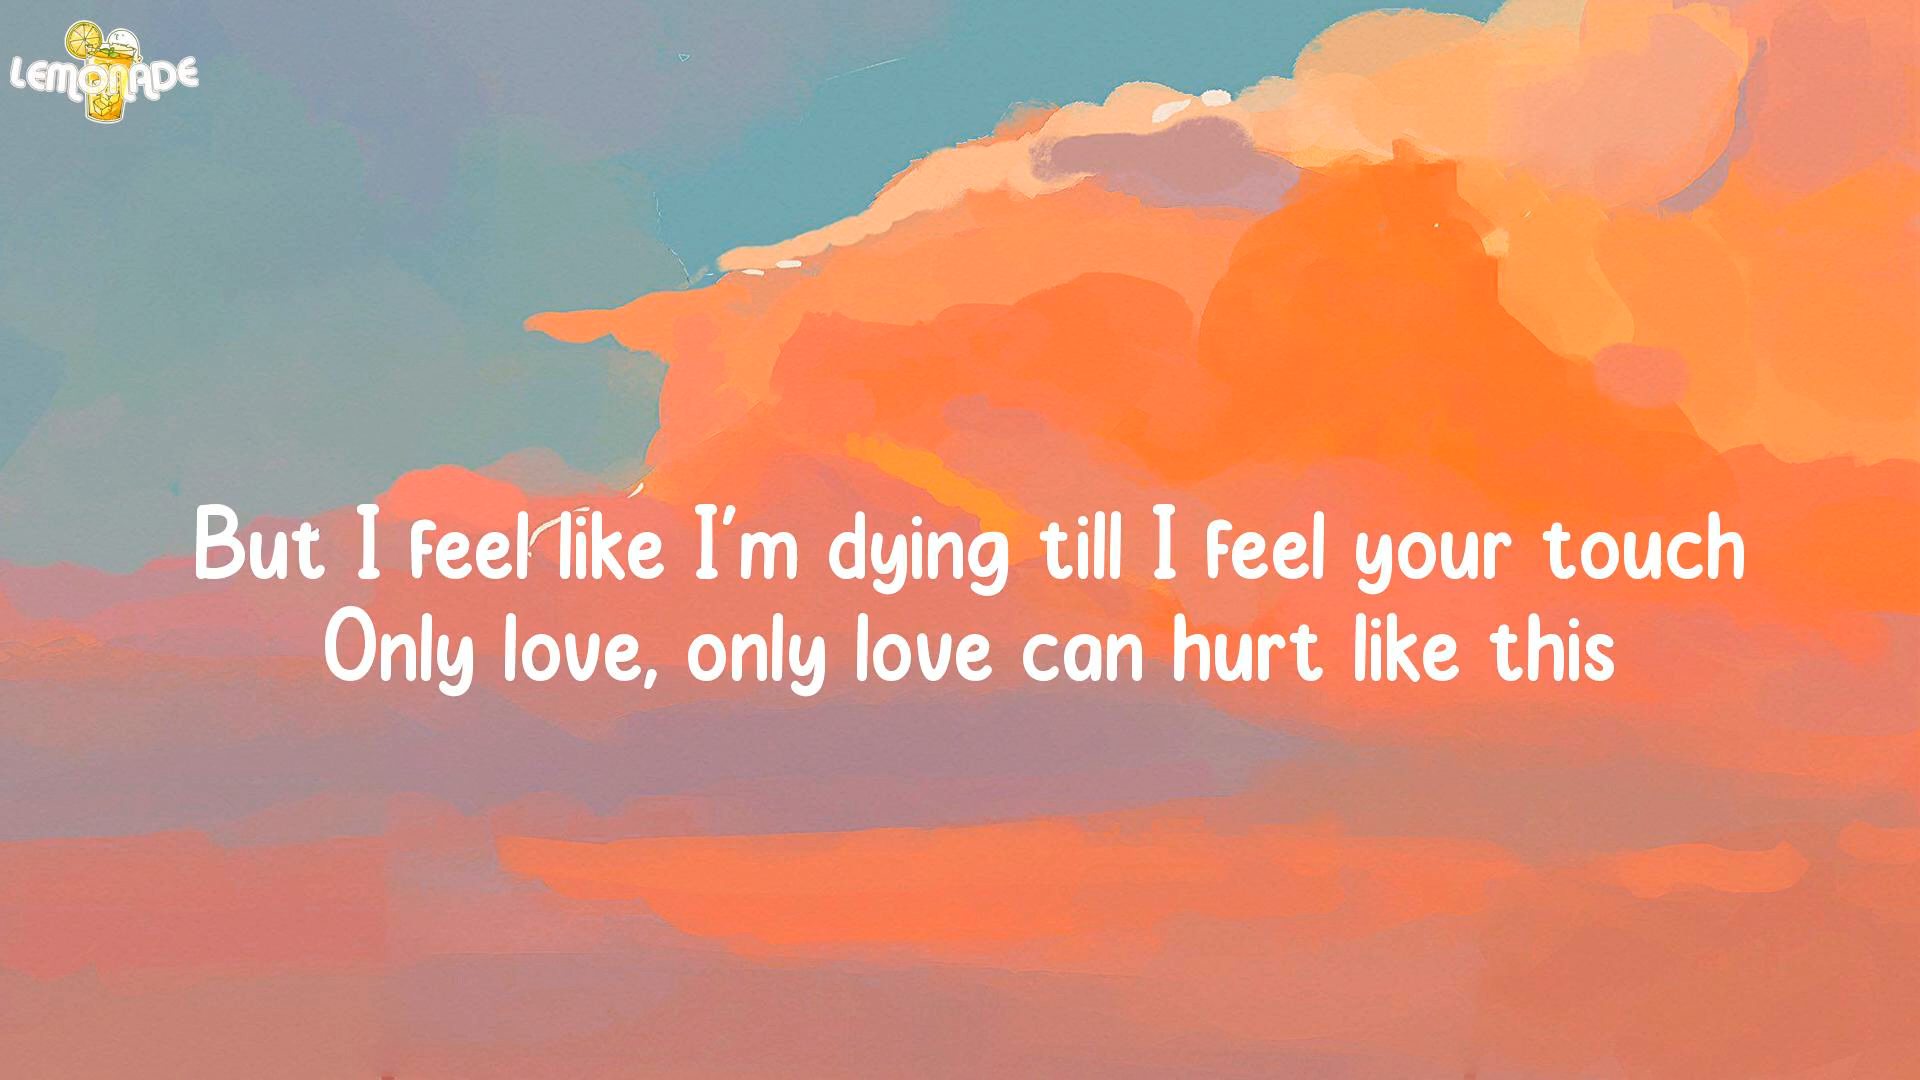 LEMONADE
But I feel like I'm dying till I feel your touch
Only love, only love can hurt like this